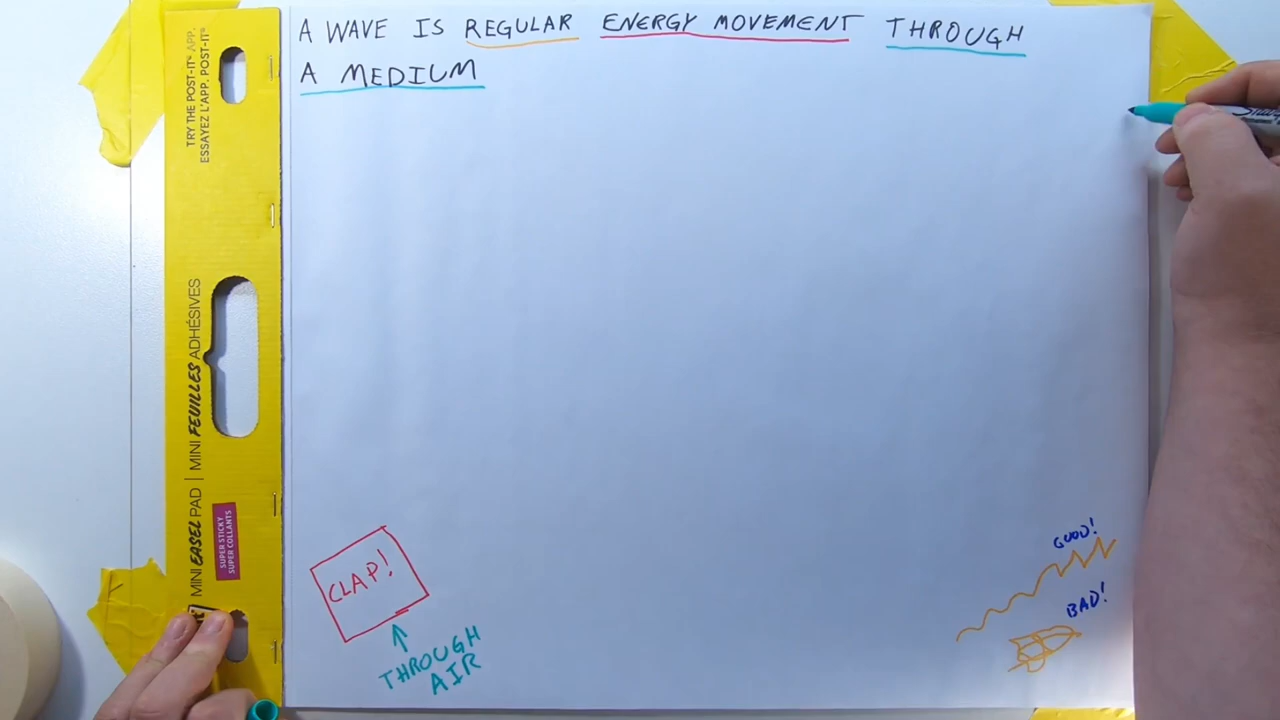 A WAVE IS REGULAR ENERGY MOVEMENT THROUGH
A MEDIUM
TRY THE POST-IT® APP.
ESSAYEZ L'APP. POST-IT®
MINI EASEL PAD | MINI FEUILLES ADHÉSIVES
SUPER STICKY
SUPER COLLANTS
CLAP!
THROUGH
AIR
GOOD!
BAD!